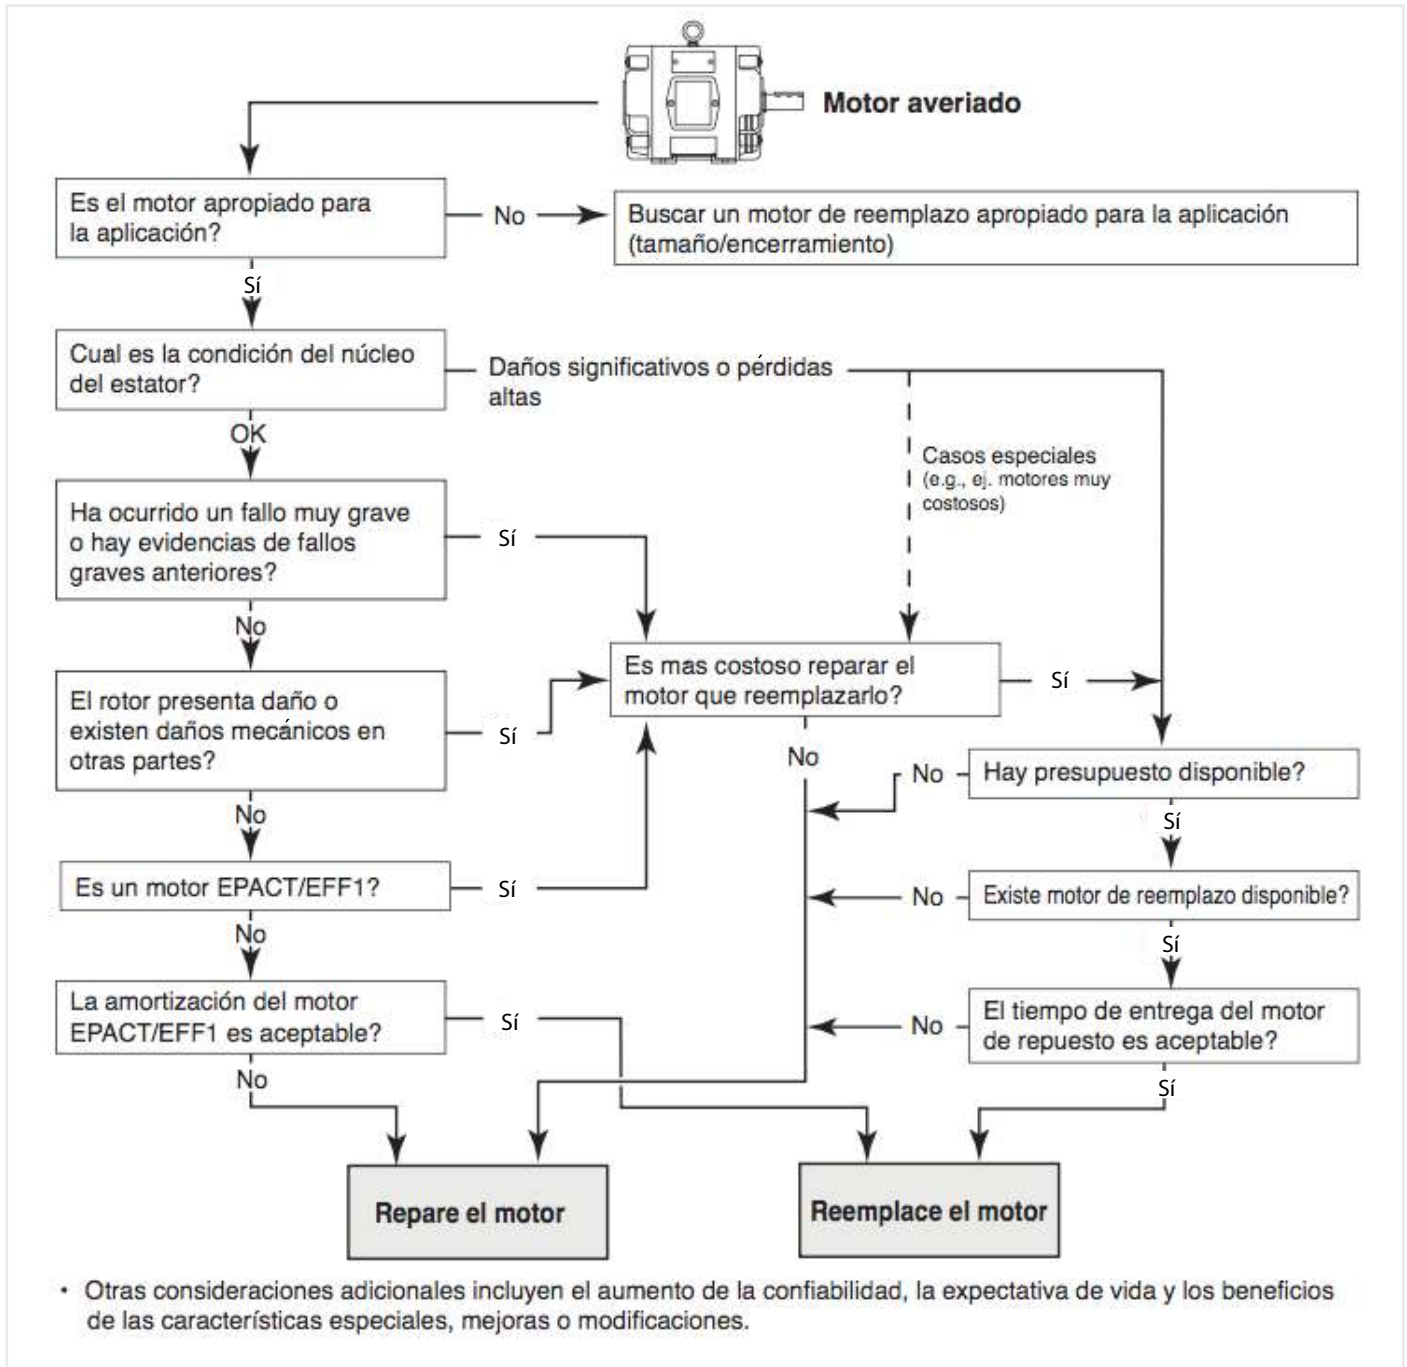 Motor averiado
Es el motor apropiado para
la aplicación?
No
Buscar un motor de reemplazo apropiado para la aplicación
(tamaño/encerramiento)
Sí
Cual es la condición del núcleo
del estator?
Daños significativos o pérdidas
altas
OK
Casos especiales
(e.g., ej. motores muy
costosos)
Ha ocurrido un fallo muy grave
o hay evidencias de fallos
graves anteriores?
Sí
No
Es mas costoso reparar el
motor que reemplazarlo?
Sí
No
El rotor presenta daño o
existen daños mecánicos en
otras partes?
Sí
No
Hay presupuesto disponible?
No
Sí
Es un motor EPACT/EFF1?
Sí
No
Existe motor de reemplazo disponible?
No
Sí
La amortización del motor
EPACT/EFF1 es aceptable?
Sí
No
El tiempo de entrega del motor
de repuesto es aceptable?
No
Sí
Repare el motor
Reemplace el motor
• Otras consideraciones adicionales incluyen el aumento de la confiabilidad, la expectativa de vida y los beneficios
de las características especiales, mejoras o modificaciones.